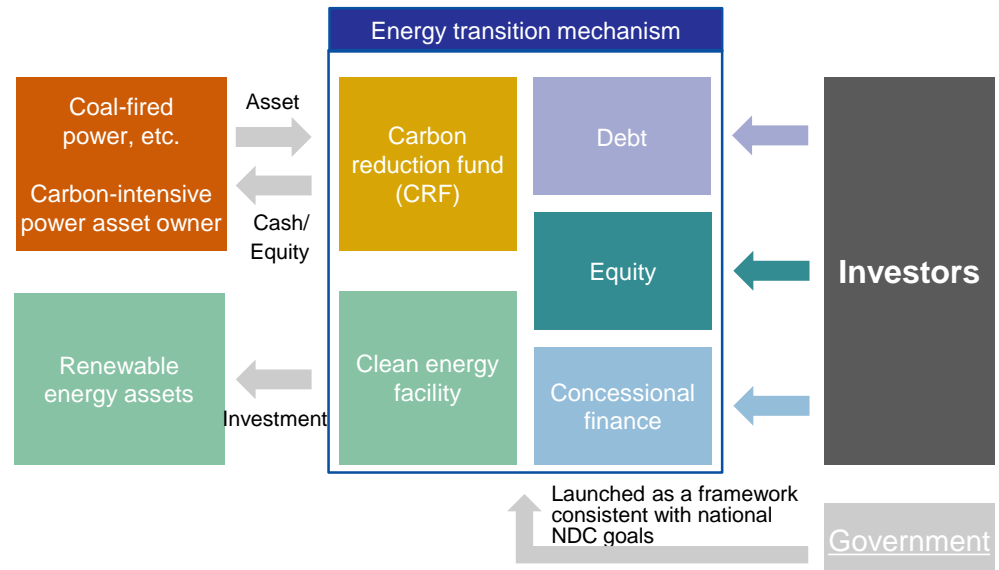 Energy transition mechanism
Coal-fired
power, etc.
Carbon-intensive
power asset owner
Asset
Cash/
Equity
Carbon
reduction fund
(CRF)
Debt
Equity
Investors
Renewable
energy assets
Investment
Clean energy
facility
Concessional
finance
Launched as a framework
consistent with national
NDC goals
Government